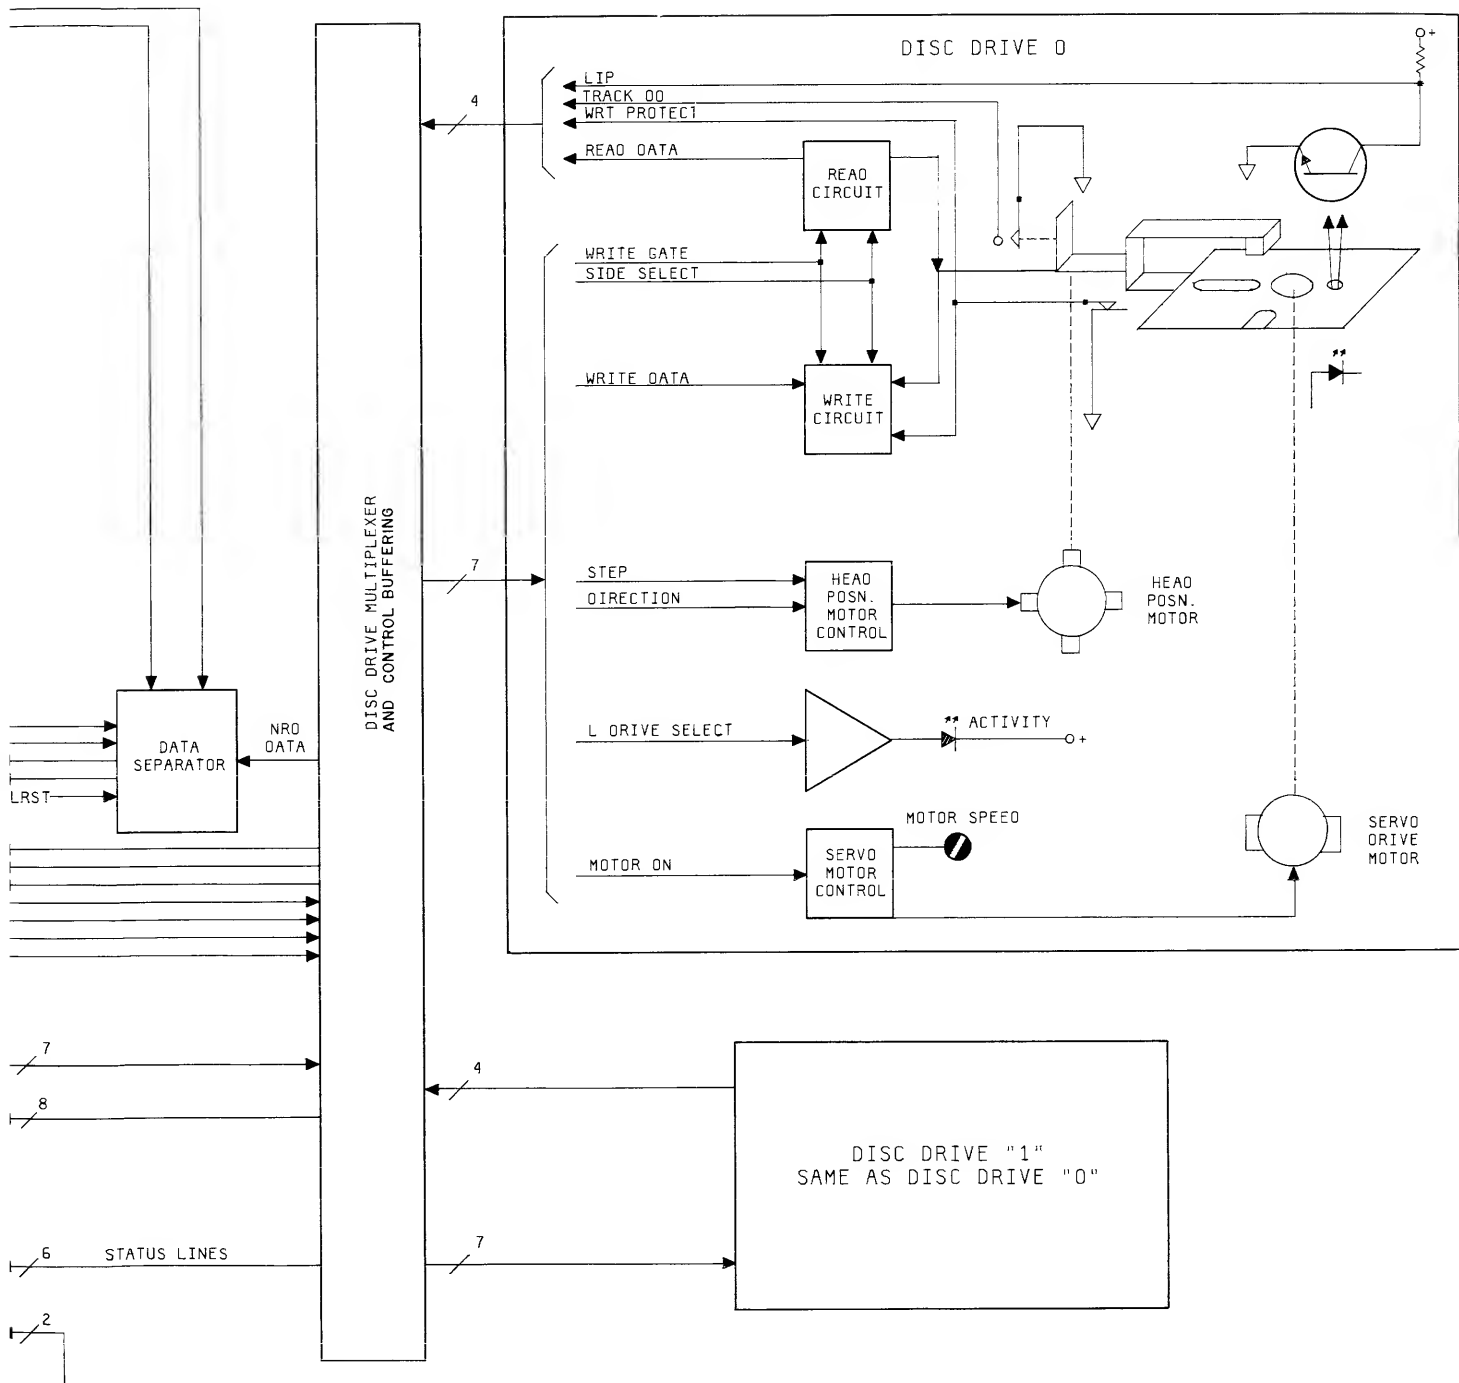 DISC DRIVE 0
+
LIP
TRACK 00
WRT PROTECT
4
READ DATA
READ
CIRCUIT
WRITE GATE
SIDE SELECT
WRITE DATA
WRITE
CIRCUIT
DISC DRIVE MULTIPLEXER
AND CONTROL BUFFERING
7
STEP
DIRECTION
HEAD
POSN.
MOTOR
CONTROL
HEAD
POSN.
MOTOR
L DRIVE SELECT
ACTIVITY
+
NRD
DATA
DATA
SEPARATOR
LRST
MOTOR SPEED
MOTOR ON
SERVO
MOTOR
CONTROL
SERVO
DRIVE
MOTOR
7
4
8
DISC DRIVE "1"
SAME AS DISC DRIVE "0"
6
STATUS LINES
7
2